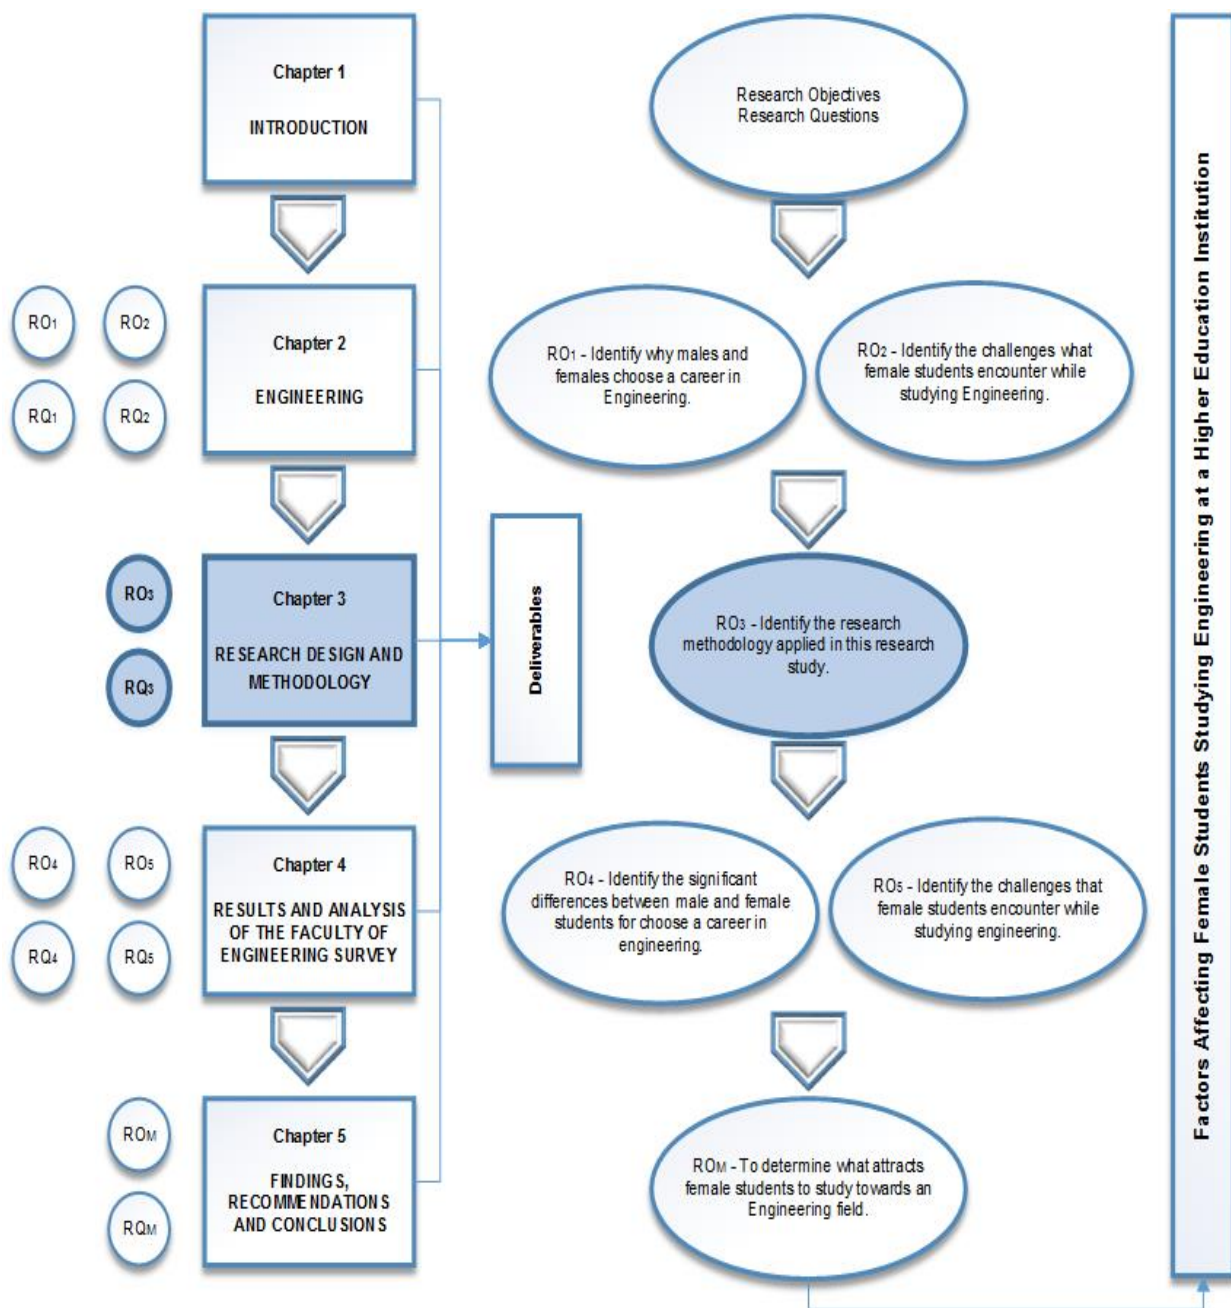 Chapter 1
INTRODUCTION
RO1
RO2
RQ1
RQ2
Chapter 2
ENGINEERING
RO3
RQ3
Chapter 3
RESEARCH DESIGN AND
METHODOLOGY
RO4
RO5
RQ4
RQ5
Chapter 4
RESULTS AND ANALYSIS
OF THE FACULTY OF
ENGINEERING SURVEY
ROM
RQM
Chapter 5
FINDINGS,
RECOMMENDATIONS
AND CONCLUSIONS
Deliverables
Research Objectives
Research Questions
RO1 - Identify why males and
females choose a career in
Engineering.
RO2 - Identify the challenges what
female students encounter while
studying Engineering.
RO3 - Identify the research
methodology applied in this research
study.
RO4 - Identify the significant
differences between male and female
students for choose a career in
engineering.
RO5 - Identify the challenges that
female students encounter while
studying engineering.
ROM - To determine what attracts
female students to study towards an
Engineering field.
Factors Affecting Female Students Studying Engineering at a Higher Education Institution